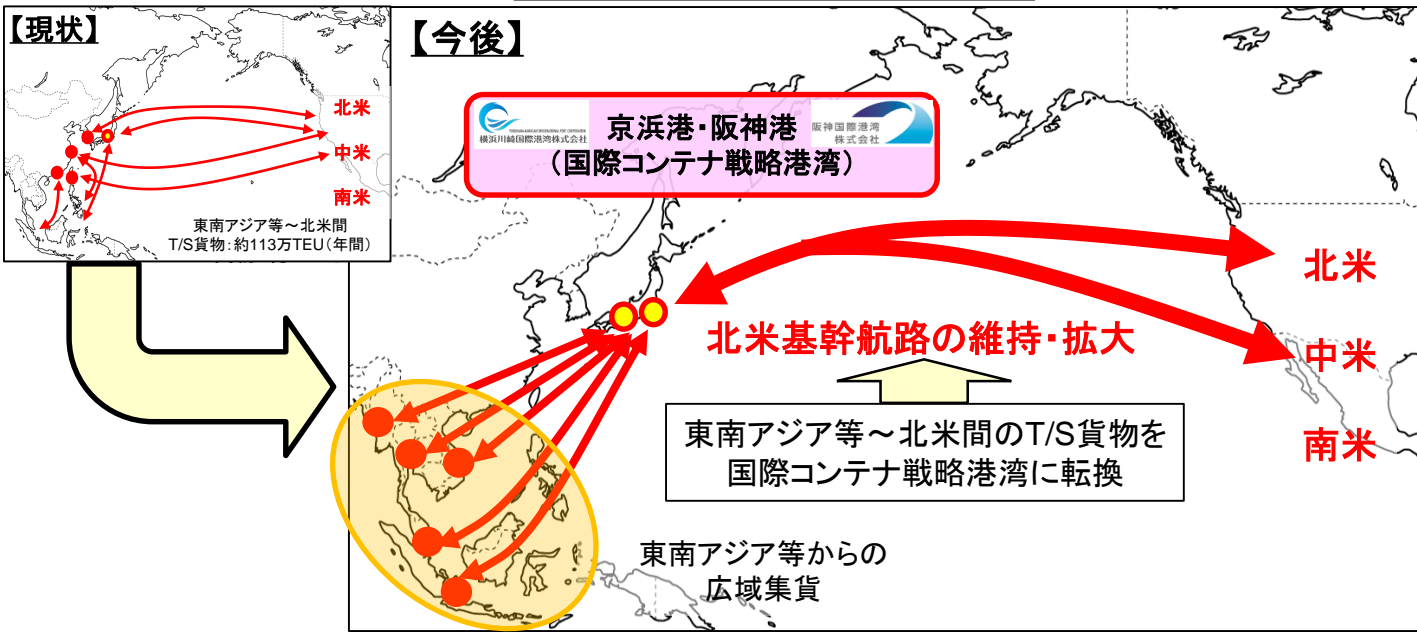 【現状】
北米
中米
南米
東南アジア等～北米間
T/S貨物：約113万TEU（年間）
【今後】
横浜川崎国際港湾株式会社
京浜港・阪神港
（国際コンテナ戦略港湾）
阪神国際港湾
株式会社
北米
中米
南米
北米基幹航路の維持・拡大
東南アジア等～北米間のT/S貨物を
国際コンテナ戦略港湾に転換
東南アジア等からの
広域集貨